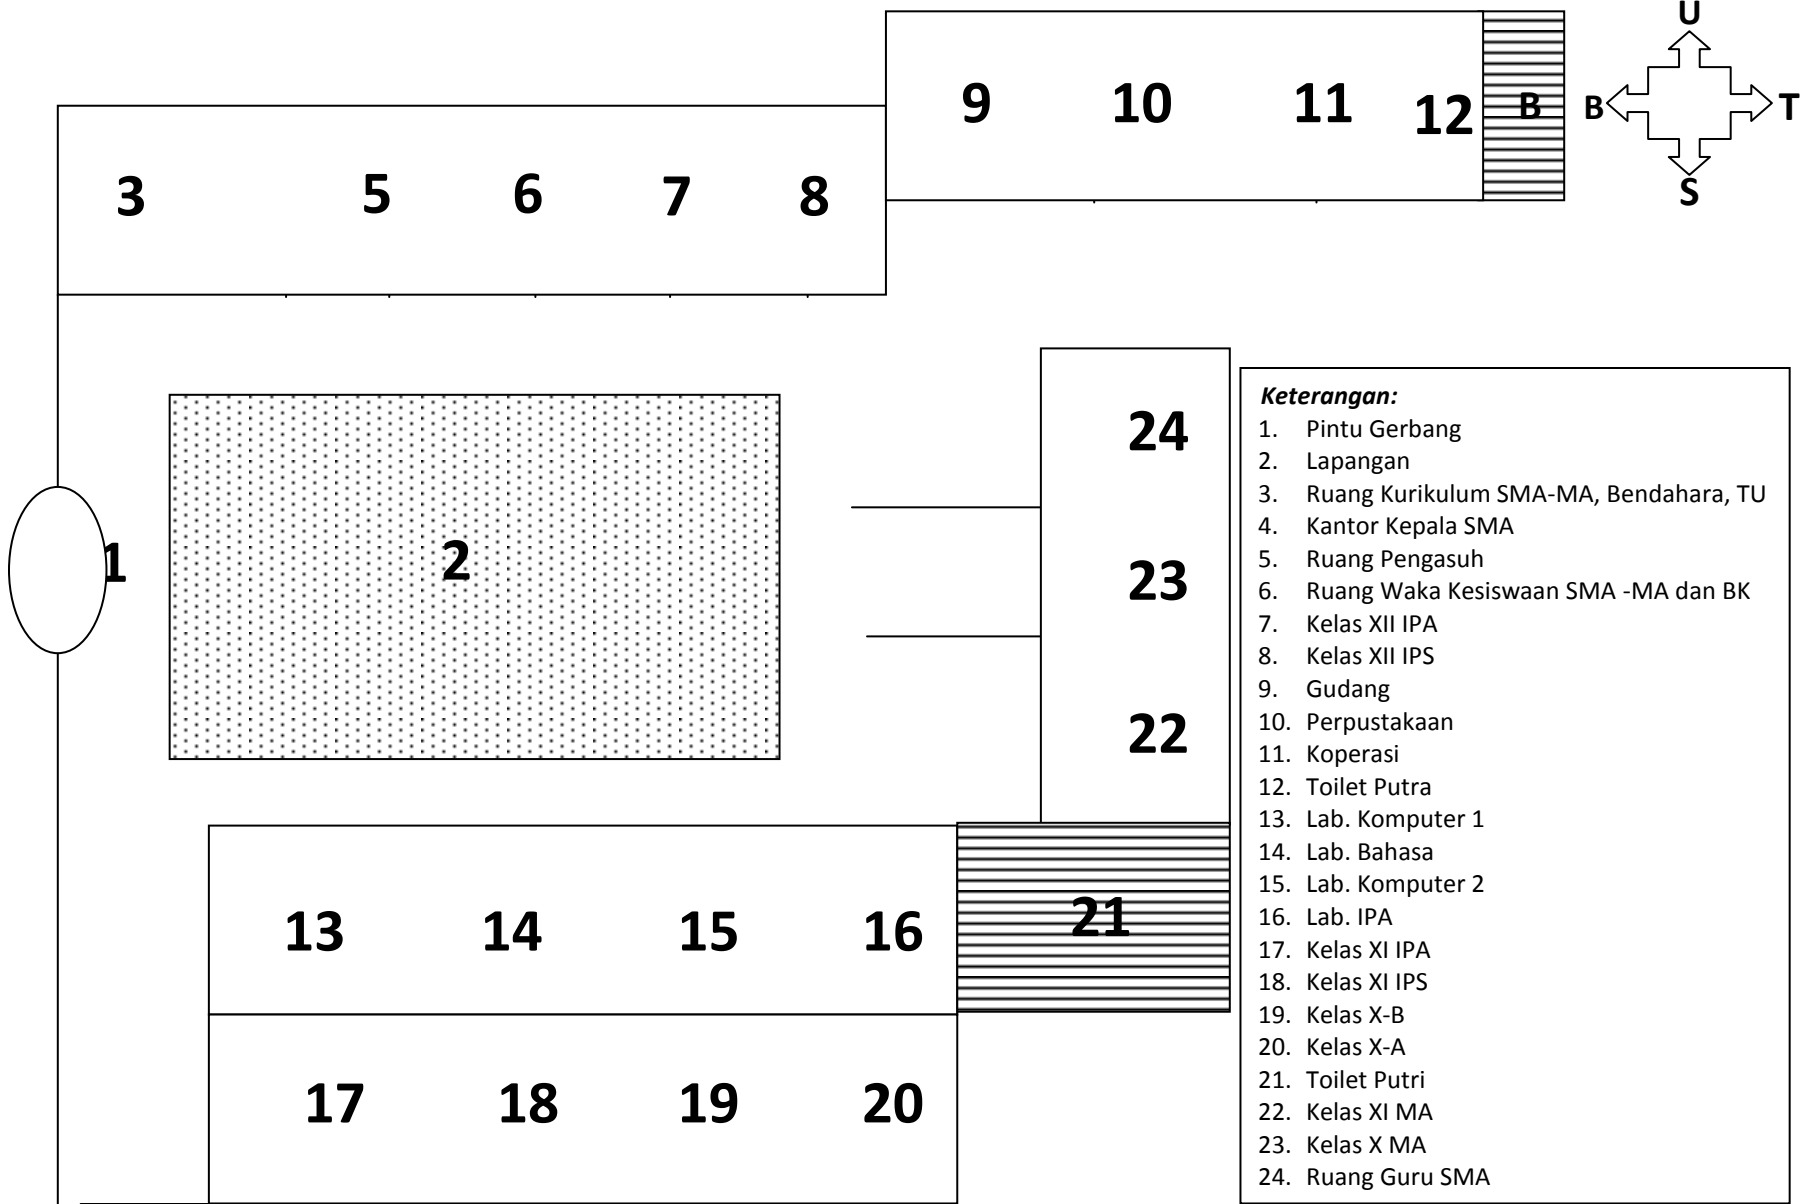 U
9 10 11 12 B B T
3 5 6 7 8
S
24
1 2 23
22
13 14 15 16 21
17 18 19 20
Keterangan:
1. Pintu Gerbang
2. Lapangan
3. Ruang Kurikulum SMA-MA, Bendahara, TU
4. Kantor Kepala SMA
5. Ruang Pengasuh
6. Ruang Waka Kesiswaan SMA -MA dan BK
7. Kelas XII IPA
8. Kelas XII IPS
9. Gudang
10. Perpustakaan
11. Koperasi
12. Toilet Putra
13. Lab. Komputer 1
14. Lab. Bahasa
15. Lab. Komputer 2
16. Lab. IPA
17. Kelas XI IPA
18. Kelas XI IPS
19. Kelas X-B
20. Kelas X-A
21. Toilet Putri
22. Kelas XI MA
23. Kelas X MA
24. Ruang Guru SMA